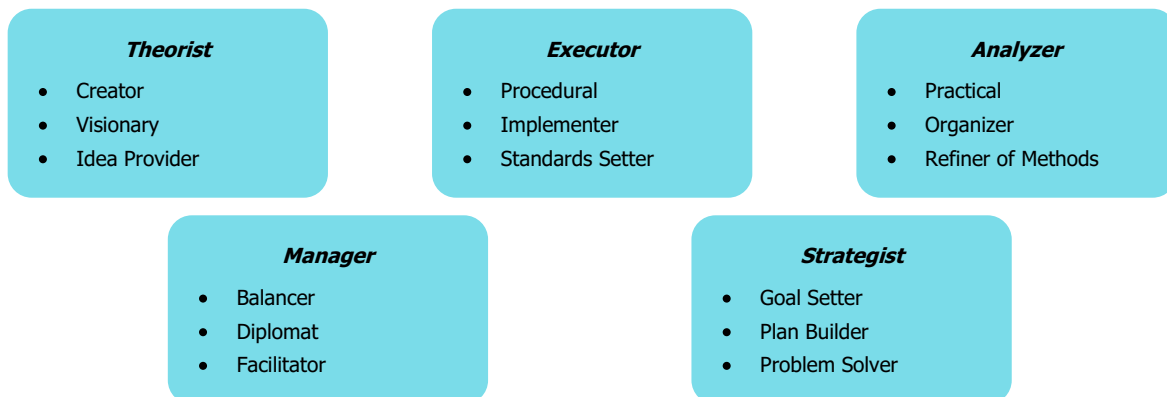 Theorist
• Creator
• Visionary
• Idea Provider
Executor
• Procedural
• Implementer
• Standards Setter
Analyzer
• Practical
• Organizer
• Refiner of Methods
Manager
• Balancer
• Diplomat
• Facilitator
Strategist
• Goal Setter
• Plan Builder
• Problem Solver